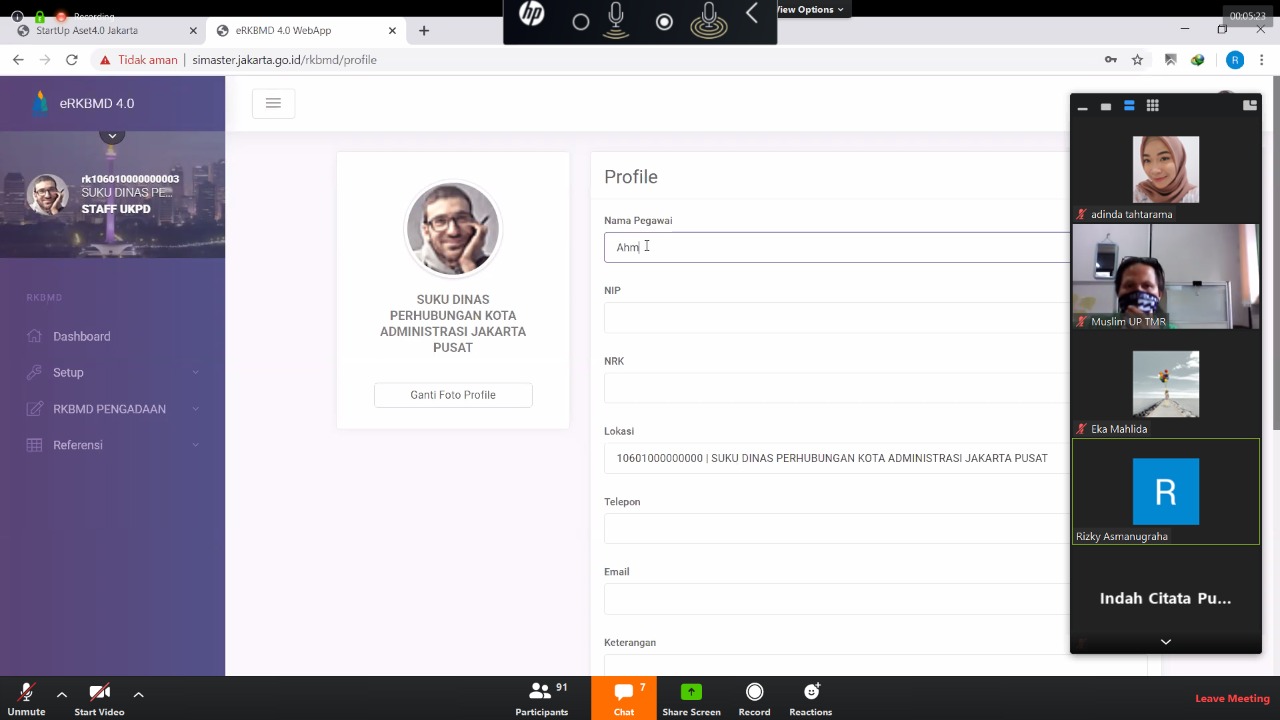 Recording
View Options
00:05:23
StartUp Aset4.0 Jakarta
eRKBMD 4.0 WebApp
Tidak aman | simaster.jakarta.go.id/rkbmd/profile
R
eRKBMD 4.0
rk106010000000003
SUKU DINAS PE...
STAFF UKPD
RKBMD
Dashboard
Setup
RKBMD PENGADAAN
Referensi
SUKU DINAS
PERHUBUNGAN KOTA
ADMINISTRASI JAKARTA
PUSAT
Ganti Foto Profile
Profile
Nama Pegawai
Ahm
NIP
NRK
Lokasi
10601000000000 | SUKU DINAS PERHUBUNGAN KOTA ADMINISTRASI JAKARTA PUSAT
Telepon
Email
Keterangan
adinda tahtarama
Muslim UP TMR
Eka Mahlida
R
Rizky Asmanugraha
Indah Citata Pu...
Unmute
Start Video
91
Participants
7
Chat
Share Screen
Record
Reactions
Leave Meeting
hp